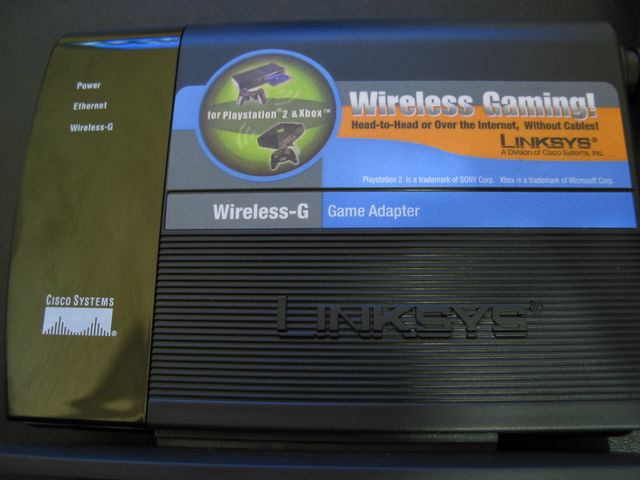 Power
Ethernet
Wireless-G
CISCO SYSTEMS
®
for Playstation®2 & Xbox™
Wireless Gaming!
Head-to-Head or Over the Internet, Without Cables!
LINKSYS®
A Division of Cisco Systems, Inc.
Playstation 2 is a trademark of SONY Corp. Xbox is a trademark of Microsoft Corp.
Wireless-G Game Adapter
LINKSYS®